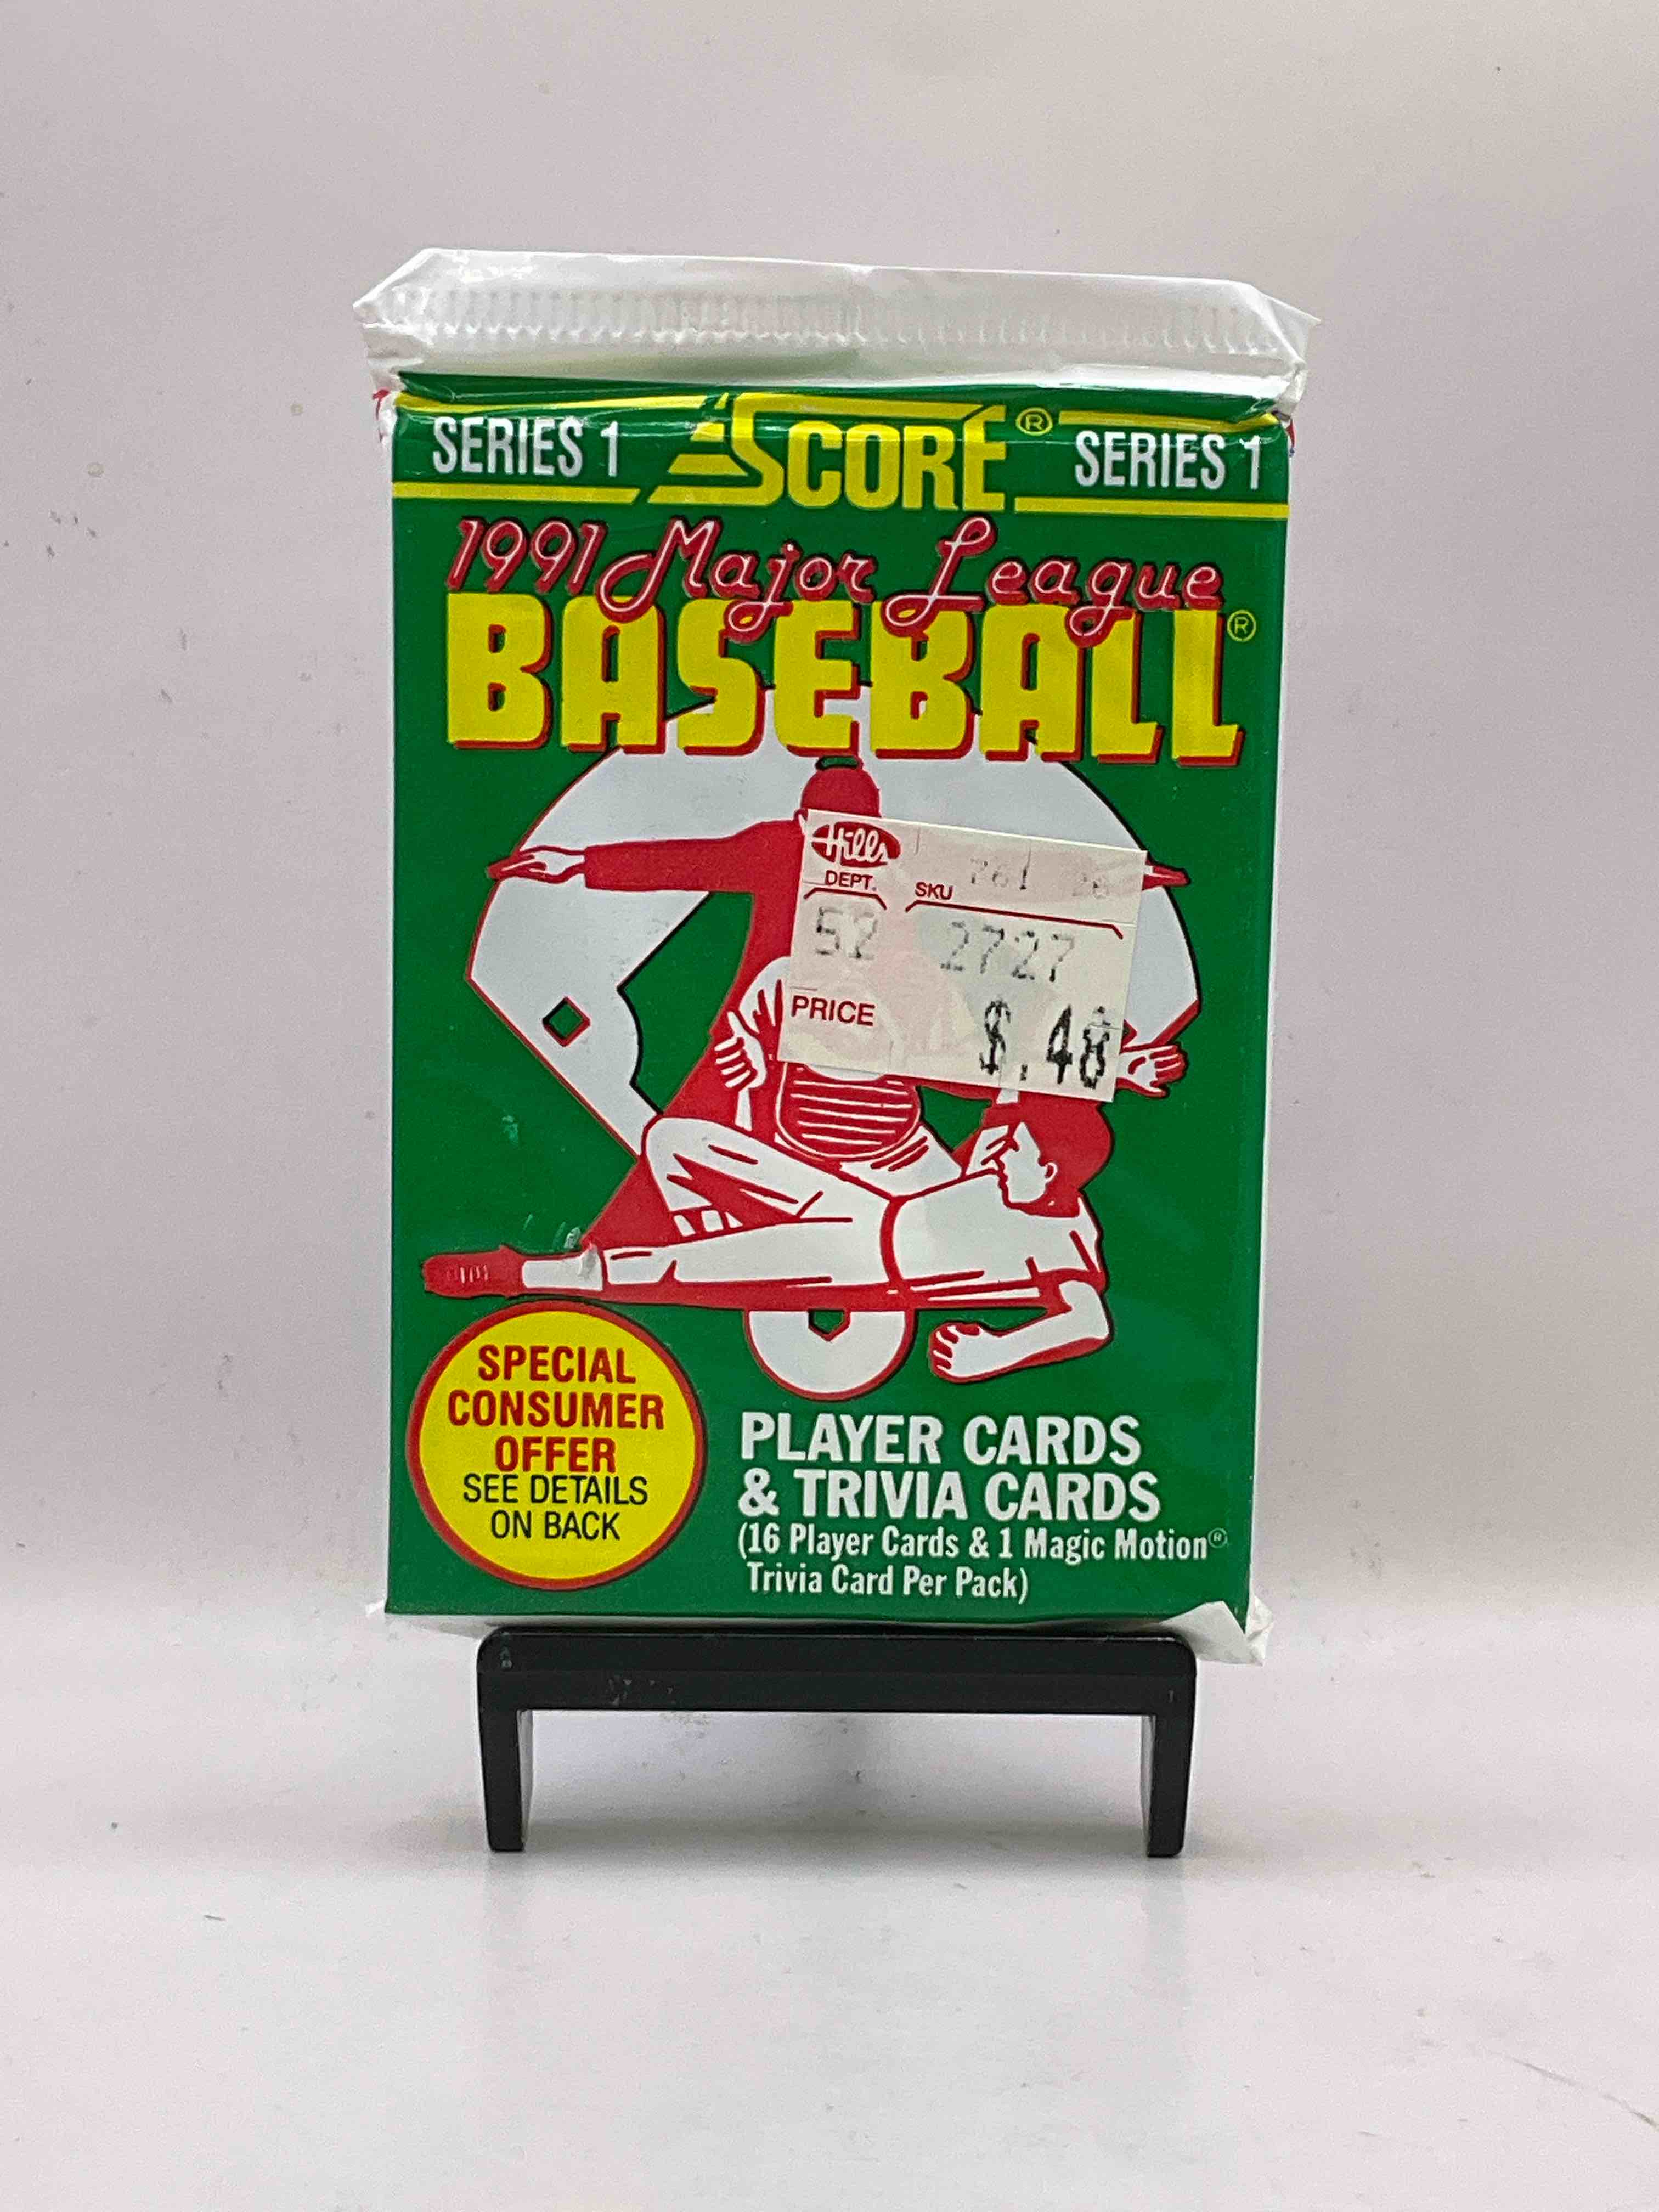 SERIES 1 SCORE® SERIES 1
1991 Major League
BASEBALL®
Hills
DEPT. SKU
52 2727
PRICE $.48
SPECIAL
CONSUMER
OFFER
SEE DETAILS
ON BACK
PLAYER CARDS
& TRIVIA CARDS
(16 Player Cards & 1 Magic Motion®
Trivia Card Per Pack)